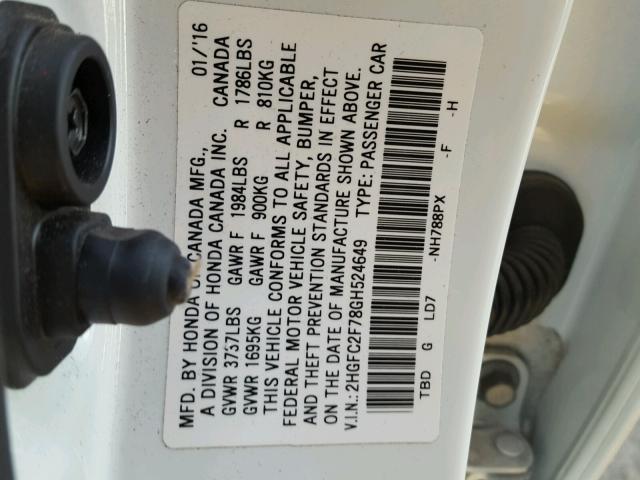 MFD. BY HONDA OF CANADA MFG., 01/'16
A DIVISION OF HONDA CANADA INC. CANADA
GVWR 3737LBS GAWR F 1984LBS R 1786LBS
GVWR 1695KG GAWR F 900KG R 810KG
THIS VEHICLE CONFORMS TO ALL APPLICABLE
FEDERAL MOTOR VEHICLE SAFETY, BUMPER,
AND THEFT PREVENTION STANDARDS IN EFFECT
ON THE DATE OF MANUFACTURE SHOWN ABOVE.
V.I.N.: 2HGFC2F78GH524649 TYPE: PASSENGER CAR
TBD G LD7 -NH788PX -F -H